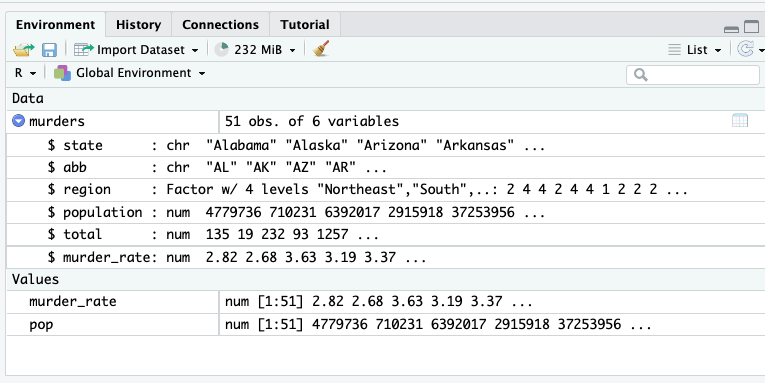 Environment History Connections Tutorial
Import Dataset 232 MiB List
R Global Environment
Data
murders 51 obs. of 6 variables
$ state : chr "Alabama" "Alaska" "Arizona" "Arkansas" ...
$ abb : chr "AL" "AK" "AZ" "AR" ...
$ region : Factor w/ 4 levels "Northeast","South",..: 2 4 4 2 4 4 1 2 2 2 ...
$ population : num 4779736 710231 6392017 2915918 37253956 ...
$ total : num 135 19 232 93 1257 ...
$ murder_rate: num 2.82 2.68 3.63 3.19 3.37 ...
Values
murder_rate num [1:51] 2.82 2.68 3.63 3.19 3.37 ...
pop num [1:51] 4779736 710231 6392017 2915918 37253956 ...